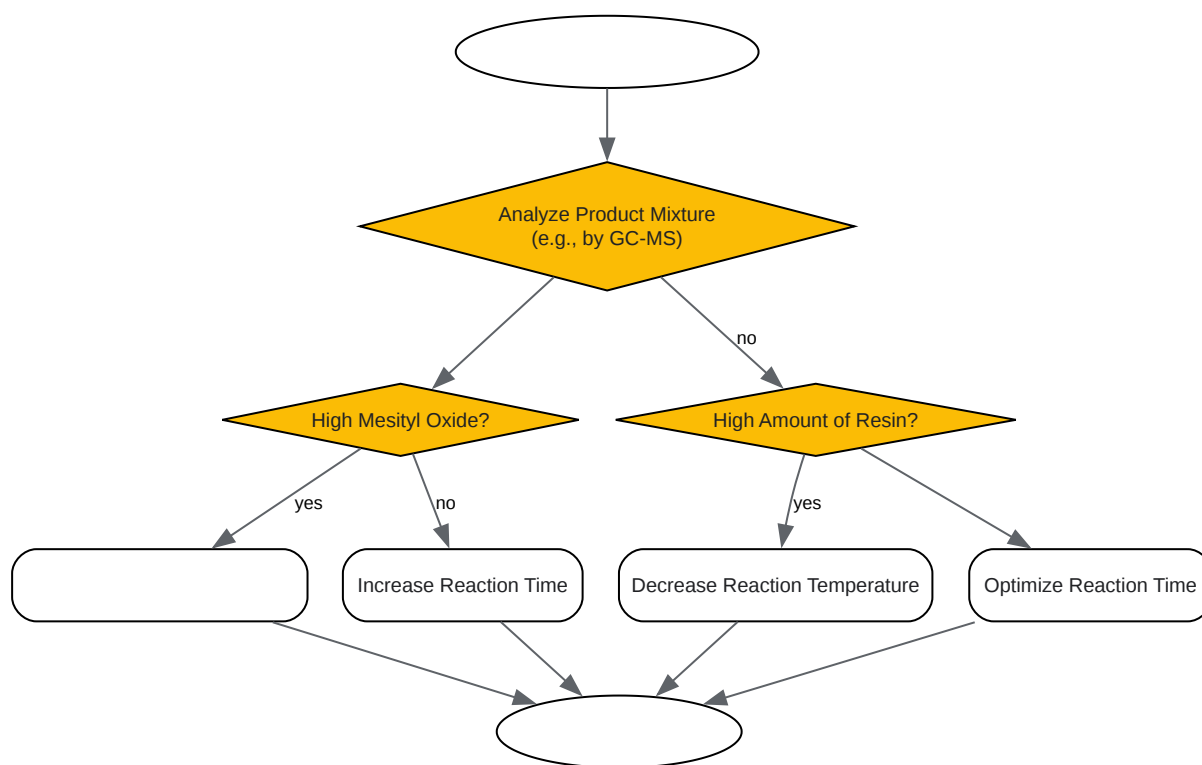 Analyze Product Mixture
(e.g., by GC-MS)
no
High Mesityl Oxide?
High Amount of Resin?
yes
no
yes
Increase Reaction Time
Decrease Reaction Temperature
Optimize Reaction Time